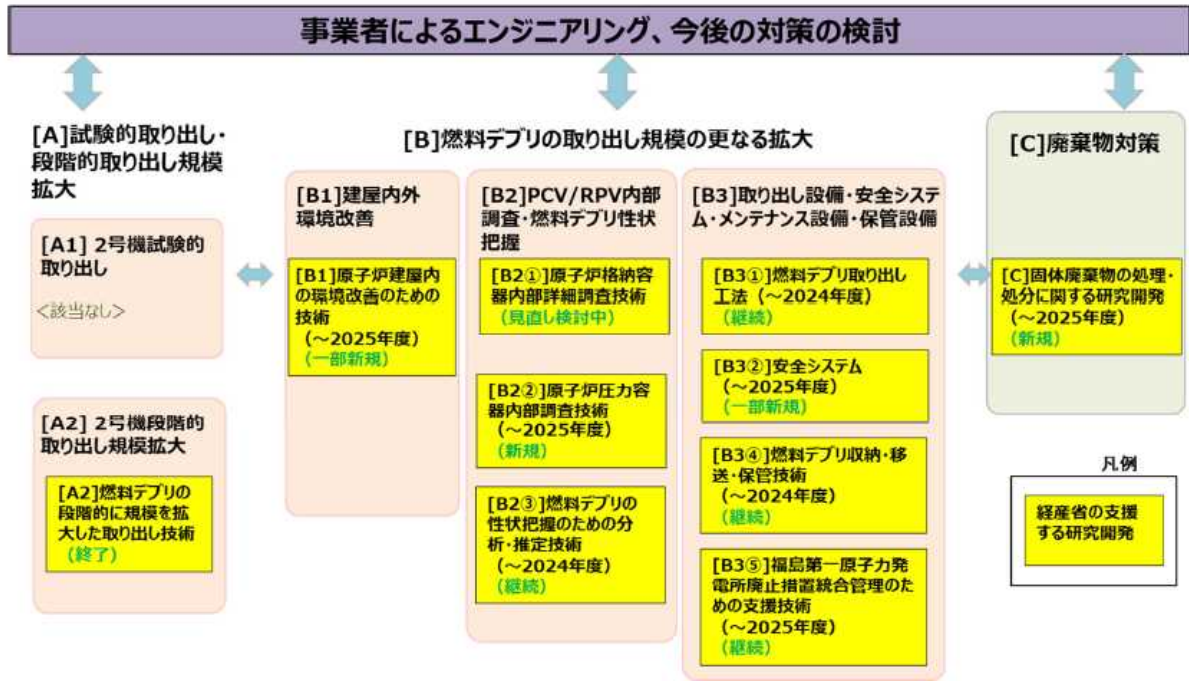 事業者によるエンジニアリング、今後の対策の検討
[A]試験的取り出し・
段階的取り出し規模
拡大
[A1] 2号機試験的
取り出し
<該当なし>
[A2] 2号機段階的
取り出し規模拡大
[A2]燃料デブリの
段階的に規模を拡
大した取り出し技術
(終了)
[B]燃料デブリの取り出し規模の更なる拡大
[B1]建屋内外
環境改善
[B1]原子炉建屋内
の環境改善のための
技術
(～2025年度)
(一部新規)
[B2]PCV/RPV内部
調査・燃料デブリ性状
把握
[B2①]原子炉格納容
器内部詳細調査技術
(見直し検討中)
[B2②]原子炉圧力容
器内部調査技術
(～2025年度)
(新規)
[B2③]燃料デブリの
性状把握のための分
析・推定技術
(～2024年度)
(継続)
[B3]取り出し設備・安全システ
ム・メンテナンス設備・保管設備
[B3①]燃料デブリ取り出し
工法(～2024年度)
(継続)
[B3②]安全システム
(～2025年度)
(一部新規)
[B3④]燃料デブリ収納・移
送・保管技術
(～2024年度)
(継続)
[B3⑤]福島第一原子力発
電所廃止措置統合管理のた
めの支援技術
(～2025年度)
(継続)
[C]廃棄物対策
[C]固体廃棄物の処理・
処分に関する研究開発
(～2025年度)
(新規)
凡例
経産省の支援
する研究開発